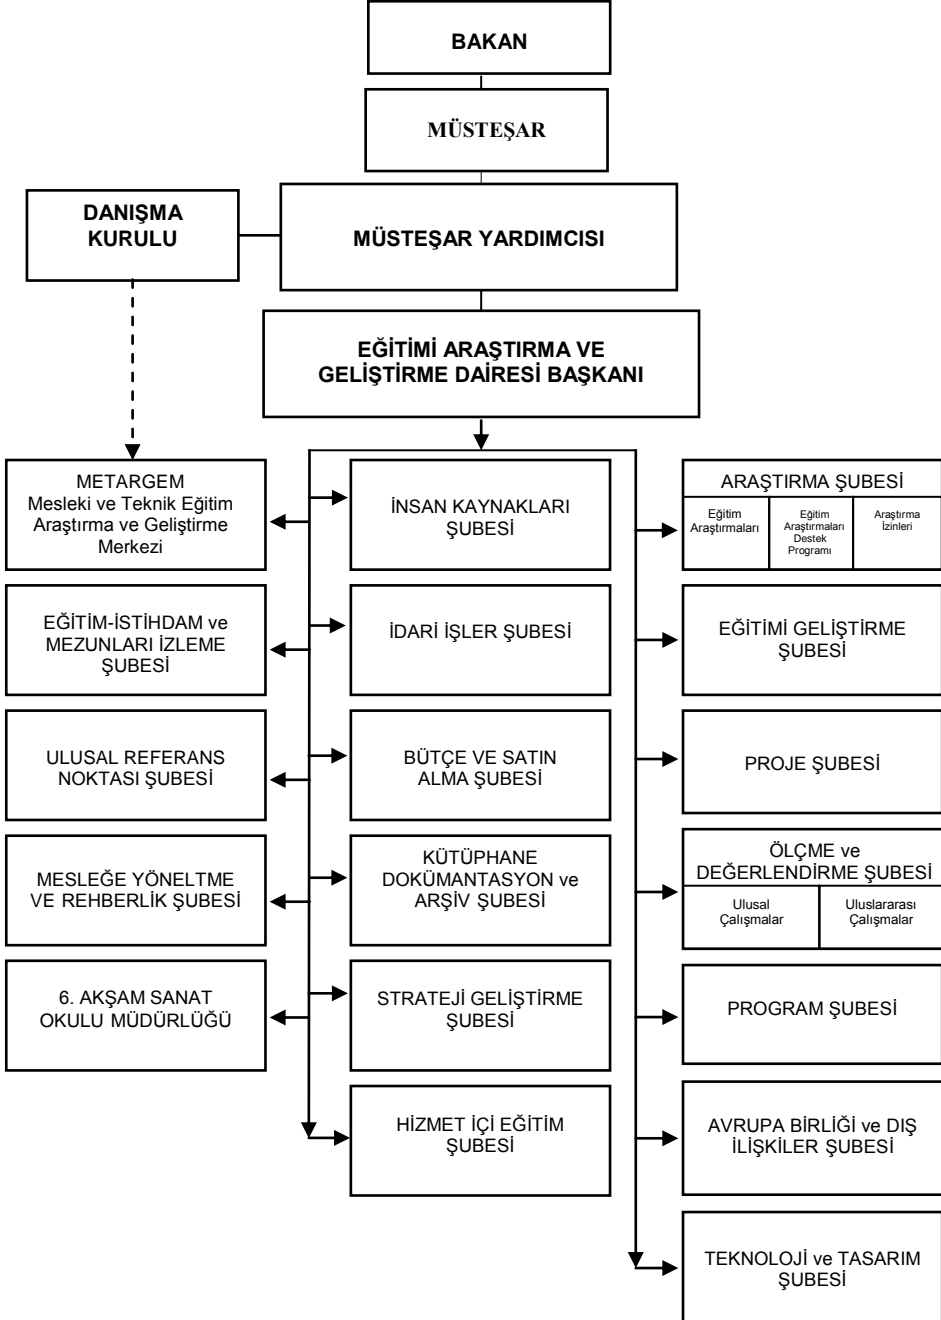 BAKAN
MÜSTEŞAR
DANIŞMA
KURULU
MÜSTEŞAR YARDIMCISI
EĞİTİMİ ARAŞTIRMA VE
GELİŞTİRME DAİRESİ BAŞKANI
METARGEM
Mesleki ve Teknik Eğitim
Araştırma ve Geliştirme
Merkezi
İNSAN KAYNAKLARI
ŞUBESİ
ARAŞTIRMA ŞUBESİ
Eğitim
Araştırmaları
Eğitim
Araştırmaları
Destek
Programı
Araştırma
İzinleri
EĞİTİM-İSTİHDAM ve
MEZUNLARI İZLEME
ŞUBESİ
İDARİ İŞLER ŞUBESİ
EĞİTİMİ GELİŞTİRME
ŞUBESİ
ULUSAL REFERANS
NOKTASI ŞUBESİ
BÜTÇE VE SATIN
ALMA ŞUBESİ
PROJE ŞUBESİ
MESLEĞE YÖNELTME
VE REHBERLİK ŞUBESİ
KÜTÜPHANE
DOKÜMANTASYON ve
ARŞİV ŞUBESİ
ÖLÇME ve
DEĞERLENDİRME ŞUBESİ
Ulusal
Çalışmalar
Uluslararası
Çalışmalar
6. AKŞAM SANAT
OKULU MÜDÜRLÜĞÜ
STRATEJİ GELİŞTİRME
ŞUBESİ
PROGRAM ŞUBESİ
HİZMET İÇİ EĞİTİM
ŞUBESİ
AVRUPA BİRLİĞİ ve DIŞ
İLİŞKİLER ŞUBESİ
TEKNOLOJİ ve TASARIM
ŞUBESİ